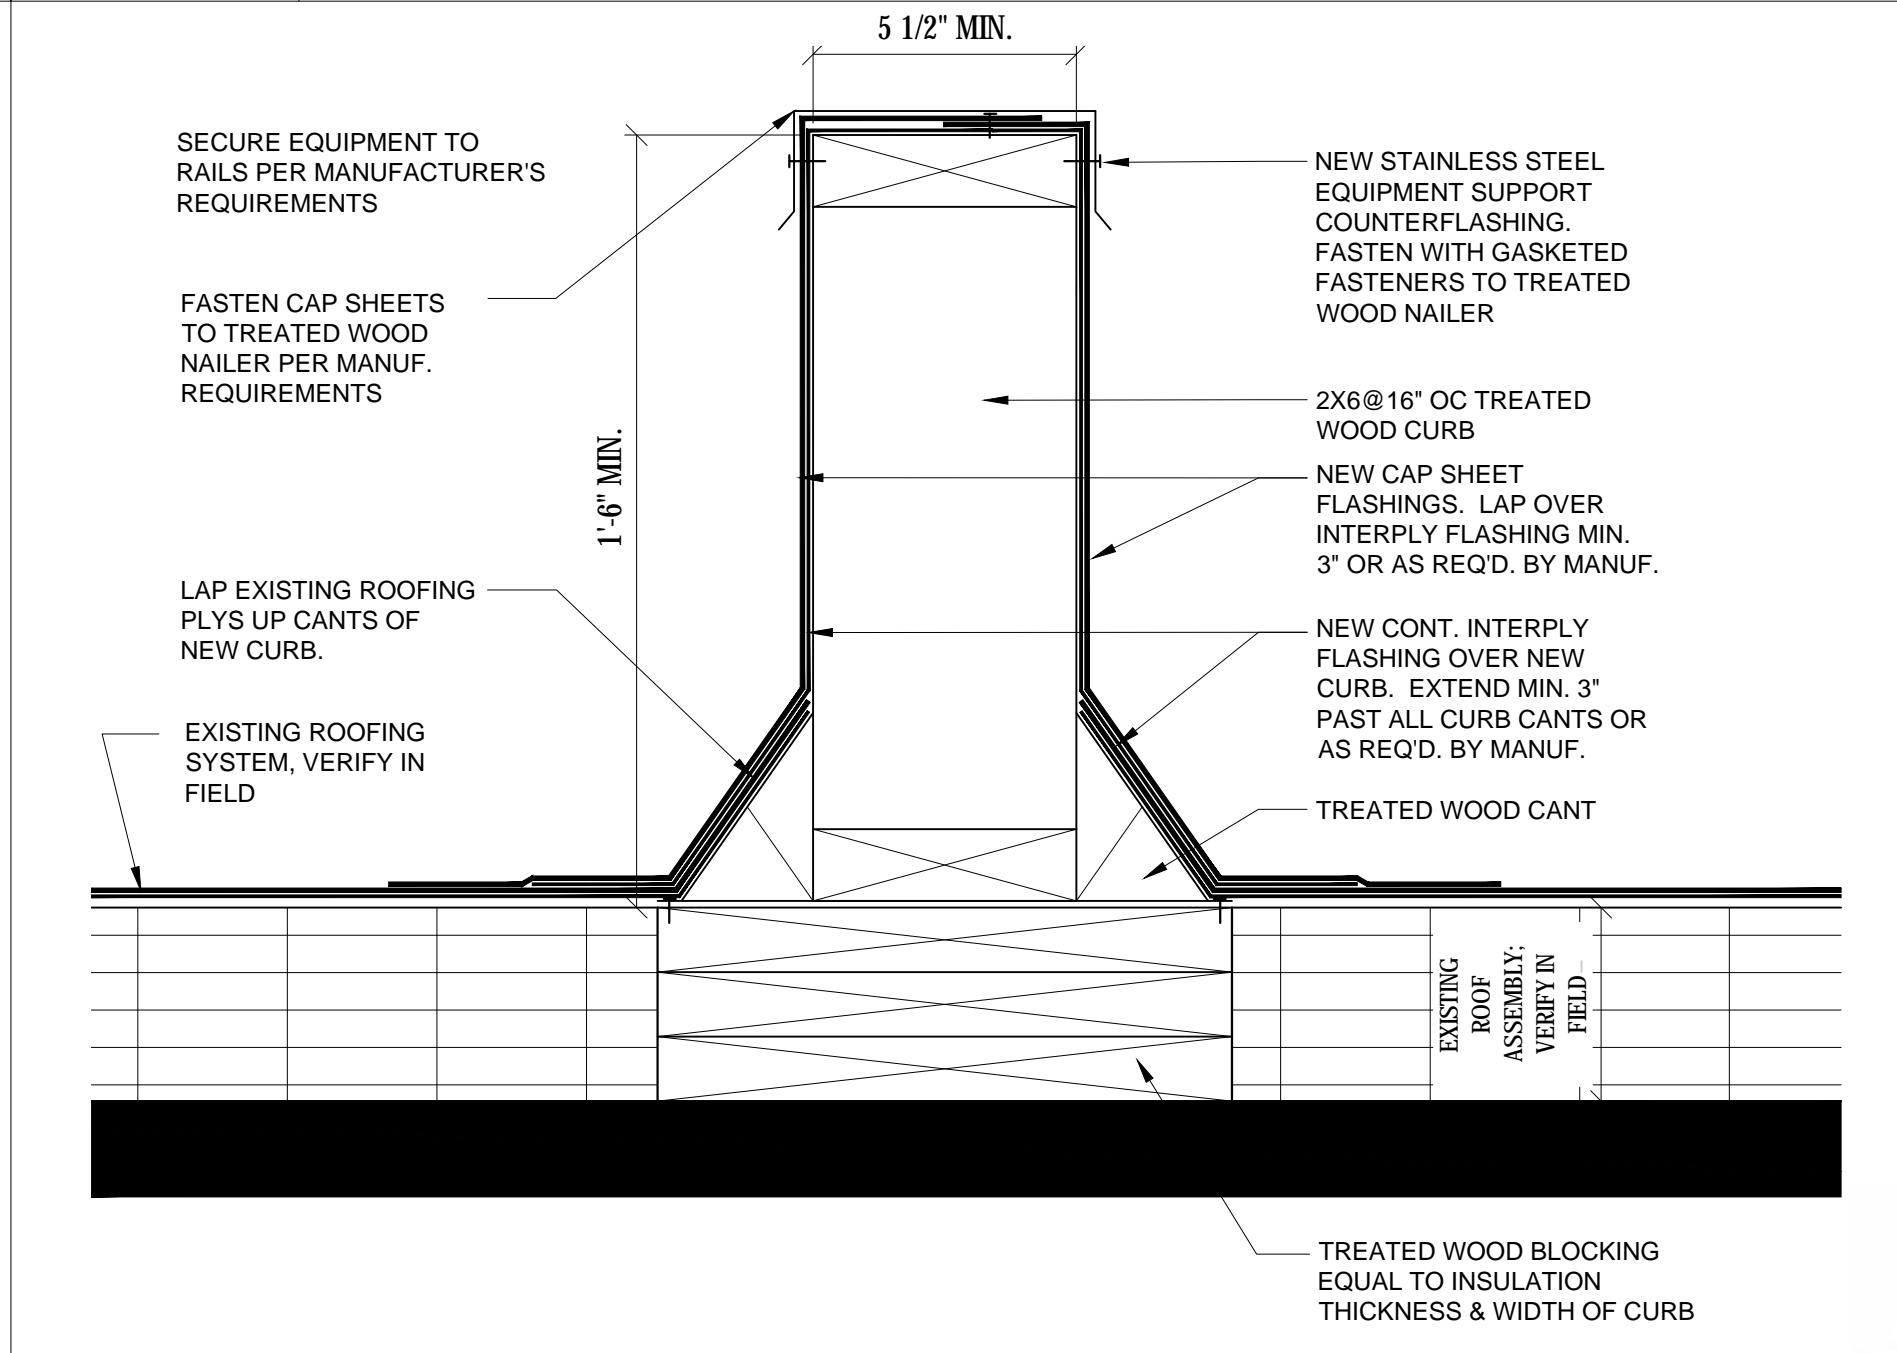 5 1/2" MIN.
SECURE EQUIPMENT TO
RAILS PER MANUFACTURER'S
REQUIREMENTS
FASTEN CAP SHEETS
TO TREATED WOOD
NAILER PER MANUF.
REQUIREMENTS
1'-6" MIN.
LAP EXISTING ROOFING
PLYS UP CANTS OF
NEW CURB.
EXISTING ROOFING
SYSTEM, VERIFY IN
FIELD
NEW STAINLESS STEEL
EQUIPMENT SUPPORT
COUNTERFLASHING.
FASTEN WITH GASKETED
FASTENERS TO TREATED
WOOD NAILER
2X6@16" OC TREATED
WOOD CURB
NEW CAP SHEET
FLASHINGS. LAP OVER
INTERPLY FLASHING MIN.
3" OR AS REQ'D. BY MANUF.
NEW CONT. INTERPLY
FLASHING OVER NEW
CURB. EXTEND MIN. 3"
PAST ALL CURB CANTS OR
AS REQ'D. BY MANUF.
TREATED WOOD CANT
EXISTING
ROOF
ASSEMBLY;
VERIFY IN
FIELD
TREATED WOOD BLOCKING
EQUAL TO INSULATION
THICKNESS & WIDTH OF CURB